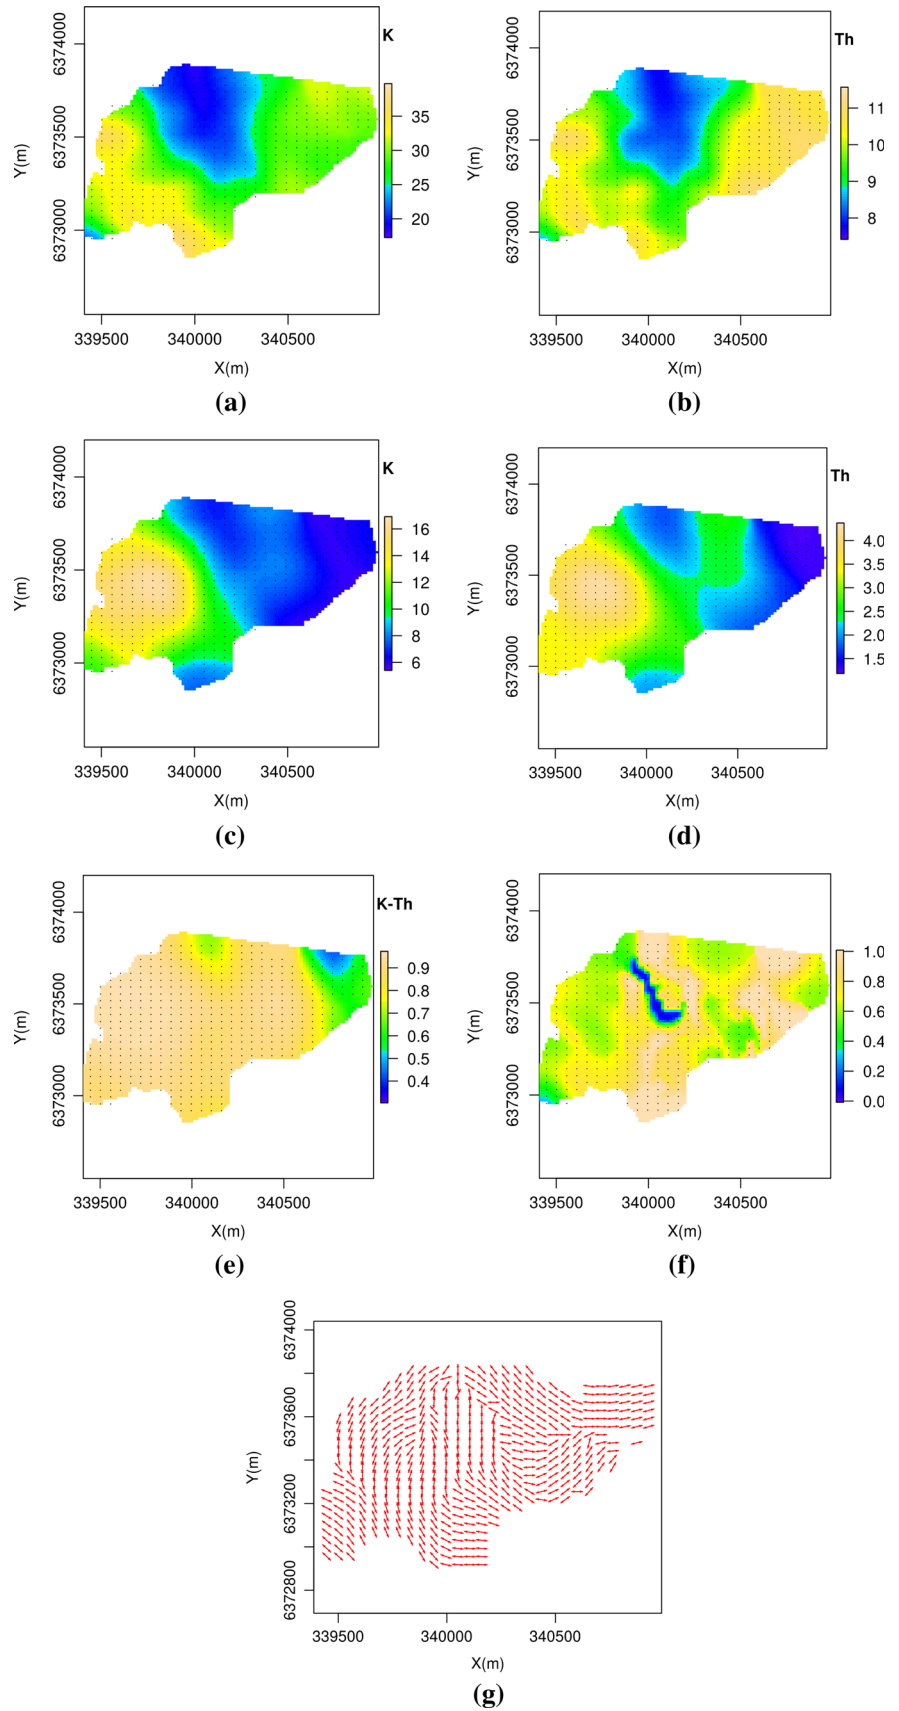 K
6374000
6373500
6373000
Y(m)
35
30
25
20
339500 340000 340500
X(m)
(a)
Th
6374000
6373500
6373000
Y(m)
11
10
9
8
339500 340000 340500
X(m)
(b)
K
6374000
6373500
6373000
Y(m)
16
14
12
10
8
6
339500 340000 340500
X(m)
(c)
Th
6374000
6373500
6373000
Y(m)
4.0
3.5
3.0
2.5
2.0
1.5
339500 340000 340500
X(m)
(d)
K-Th
6374000
6373500
6373000
Y(m)
0.9
0.8
0.7
0.6
0.5
0.4
339500 340000 340500
X(m)
(e)
6374000
6373500
6373000
Y(m)
1.0
0.8
0.6
0.4
0.2
0.0
339500 340000 340500
X(m)
(f)
6374000
6373600
6373200
6372800
Y(m)
339500 340000 340500
X(m)
(g)